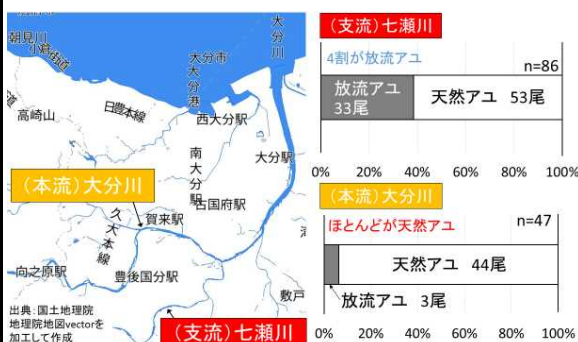 朝見川
小倉街道
大分川
大分市
大分港
日豊本線
高崎山
西大分駅
南大分駅
大分駅
(本流)大分川
古国府駅
賀来駅
久大本線
向之原駅
豊後国分駅
敷戸
出典:国土地理院
地理院地図vectorを
加工して作成
(支流)七瀬川
(支流)七瀬川
4割が放流アユ
n=86
放流アユ
33尾
天然アユ 53尾
0% 20% 40% 60% 80% 100%
(本流)大分川
ほとんどが天然アユ
n=47
天然アユ 44尾
放流アユ 3尾
0% 20% 40% 60% 80% 100%